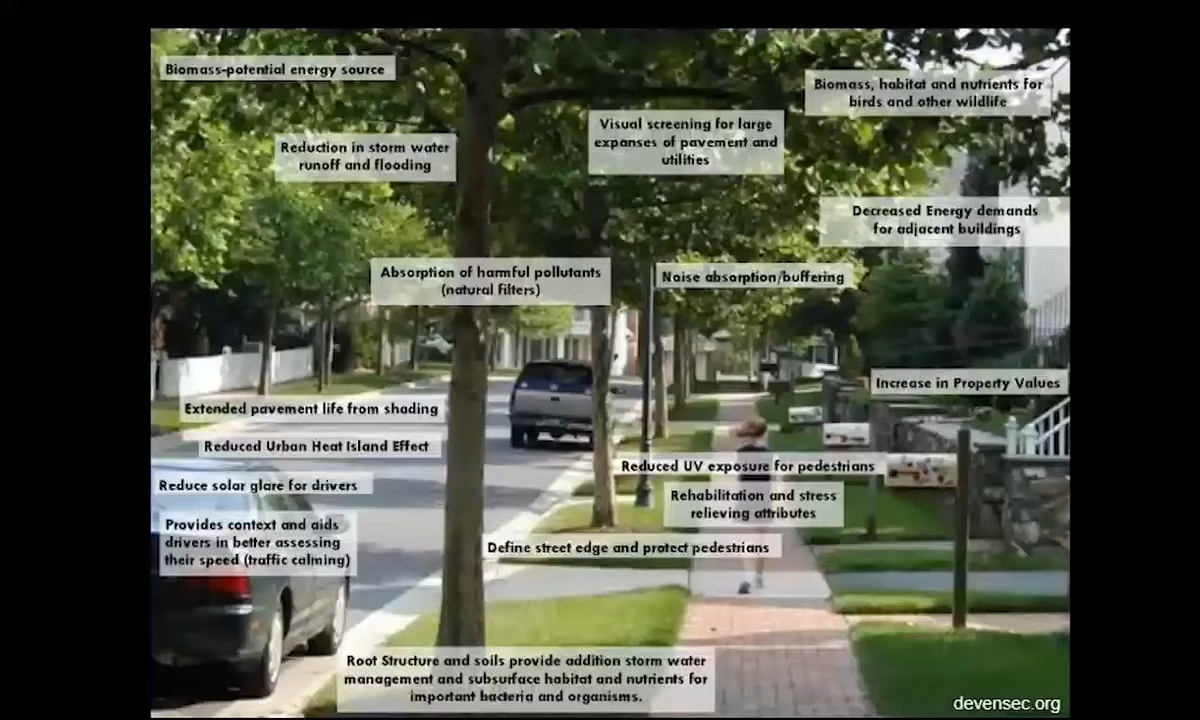 Biomass-potential energy source
Biomass, habitat and nutrients for
birds and other wildlife
Visual screening for large
expanses of pavement and
utilities
Reduction in storm water
runoff and flooding
Decreased Energy demands
for adjacent buildings
Absorption of harmful pollutants
(natural filters)
Noise absorption/buffering
Increase in Property Values
Extended pavement life from shading
Reduced Urban Heat Island Effect
Reduced UV exposure for pedestrians
Reduce solar glare for drivers
Rehabilitation and stress
relieving attributes
Provides context and aids
drivers in better assessing
their speed (traffic calming)
Define street edge and protect pedestrians
Root Structure and soils provide addition storm water
management and subsurface habitat and nutrients for
important bacteria and organisms.
devensec.org